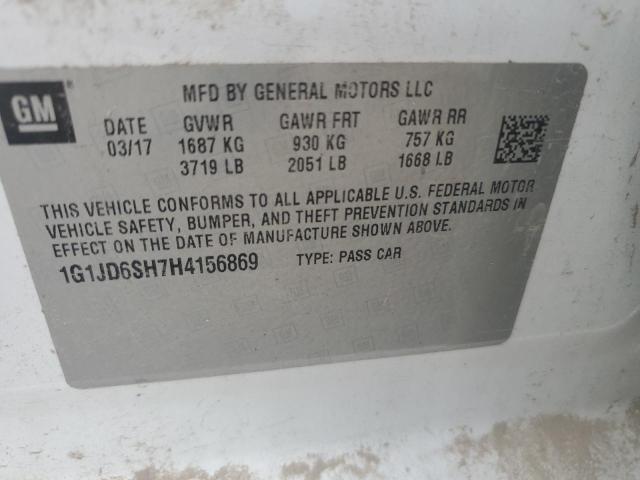 GM
MFD BY GENERAL MOTORS LLC
DATE GVWR GAWR FRT GAWR RR
03/17 1687 KG 930 KG 757 KG
3719 LB 2051 LB 1668 LB
THIS VEHICLE CONFORMS TO ALL APPLICABLE U.S. FEDERAL MOTOR
VEHICLE SAFETY, BUMPER, AND THEFT PREVENTION STANDARDS IN
EFFECT ON THE DATE OF MANUFACTURE SHOWN ABOVE.
1G1JD6SH7H4156869 TYPE: PASS CAR